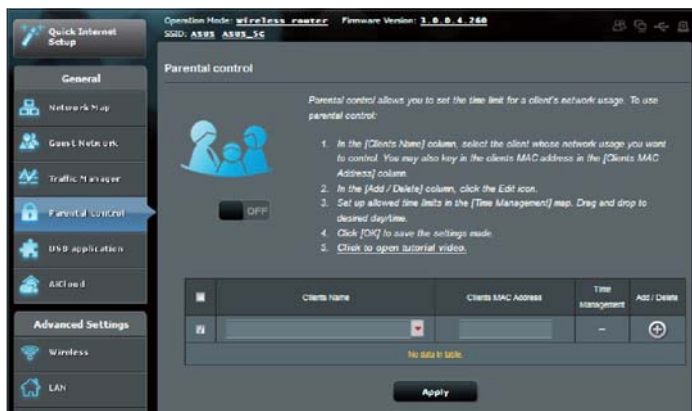 Quick Internet
Setup
Operation Mode: Wireless router Firmware Version: 3.0.0.4.260
SSID: ASUS ASUS_5G
General
Network Map
Guest Network
Traffic Manager
Parental control
USB application
AiCloud
Advanced Settings
Wireless
LAN
Parental control
Parental control allows you to set the time limit for a client's network usage. To use
parental control:
1. In the [Clients Name] column, select the client whose network usage you want
to control. You may also key in the clients MAC address in the [Clients MAC
Address] column.
2. In the [Add / Delete] column, click the Edit icon.
3. Set up allowed time limits in the [Time Management] map. Drag and drop to
desired day/time.
4. Click [OK] to save the settings made.
5. Click to open tutorial video.
OFF
Clients Name
Clients MAC Address
Time
Management
Add / Delete
–
No data in table.
Apply